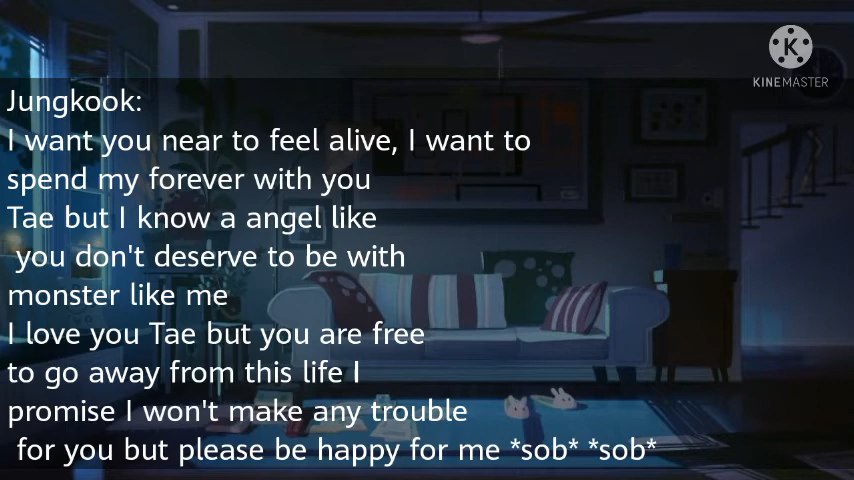 KINEMASTER
Jungkook:
I want you near to feel alive, I want to
spend my forever with you
Tae but I know a angel like
you don't deserve to be with
monster like me
I love you Tae but you are free
to go away from this life I
promise I won't make any trouble
for you but please be happy for me *sob* *sob*